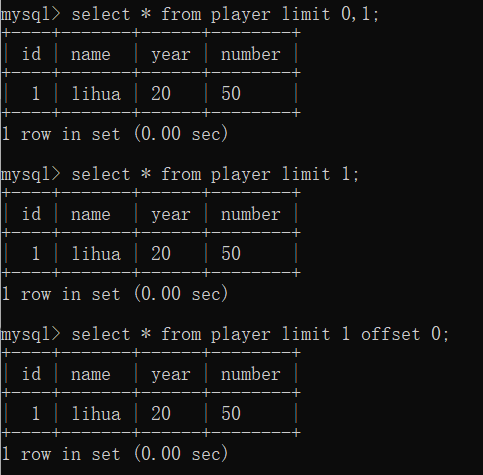 mysql> select * from player limit 0,1;
+----+-------+------+--------+
| id | name  | year | number |
+----+-------+------+--------+
|  1 | lihua | 20   | 50     |
+----+-------+------+--------+
1 row in set (0.00 sec)
mysql> select * from player limit 1;
+----+-------+------+--------+
| id | name  | year | number |
+----+-------+------+--------+
|  1 | lihua | 20   | 50     |
+----+-------+------+--------+
1 row in set (0.00 sec)
mysql> select * from player limit 1 offset 0;
+----+-------+------+--------+
| id | name  | year | number |
+----+-------+------+--------+
|  1 | lihua | 20   | 50     |
+----+-------+------+--------+
1 row in set (0.00 sec)